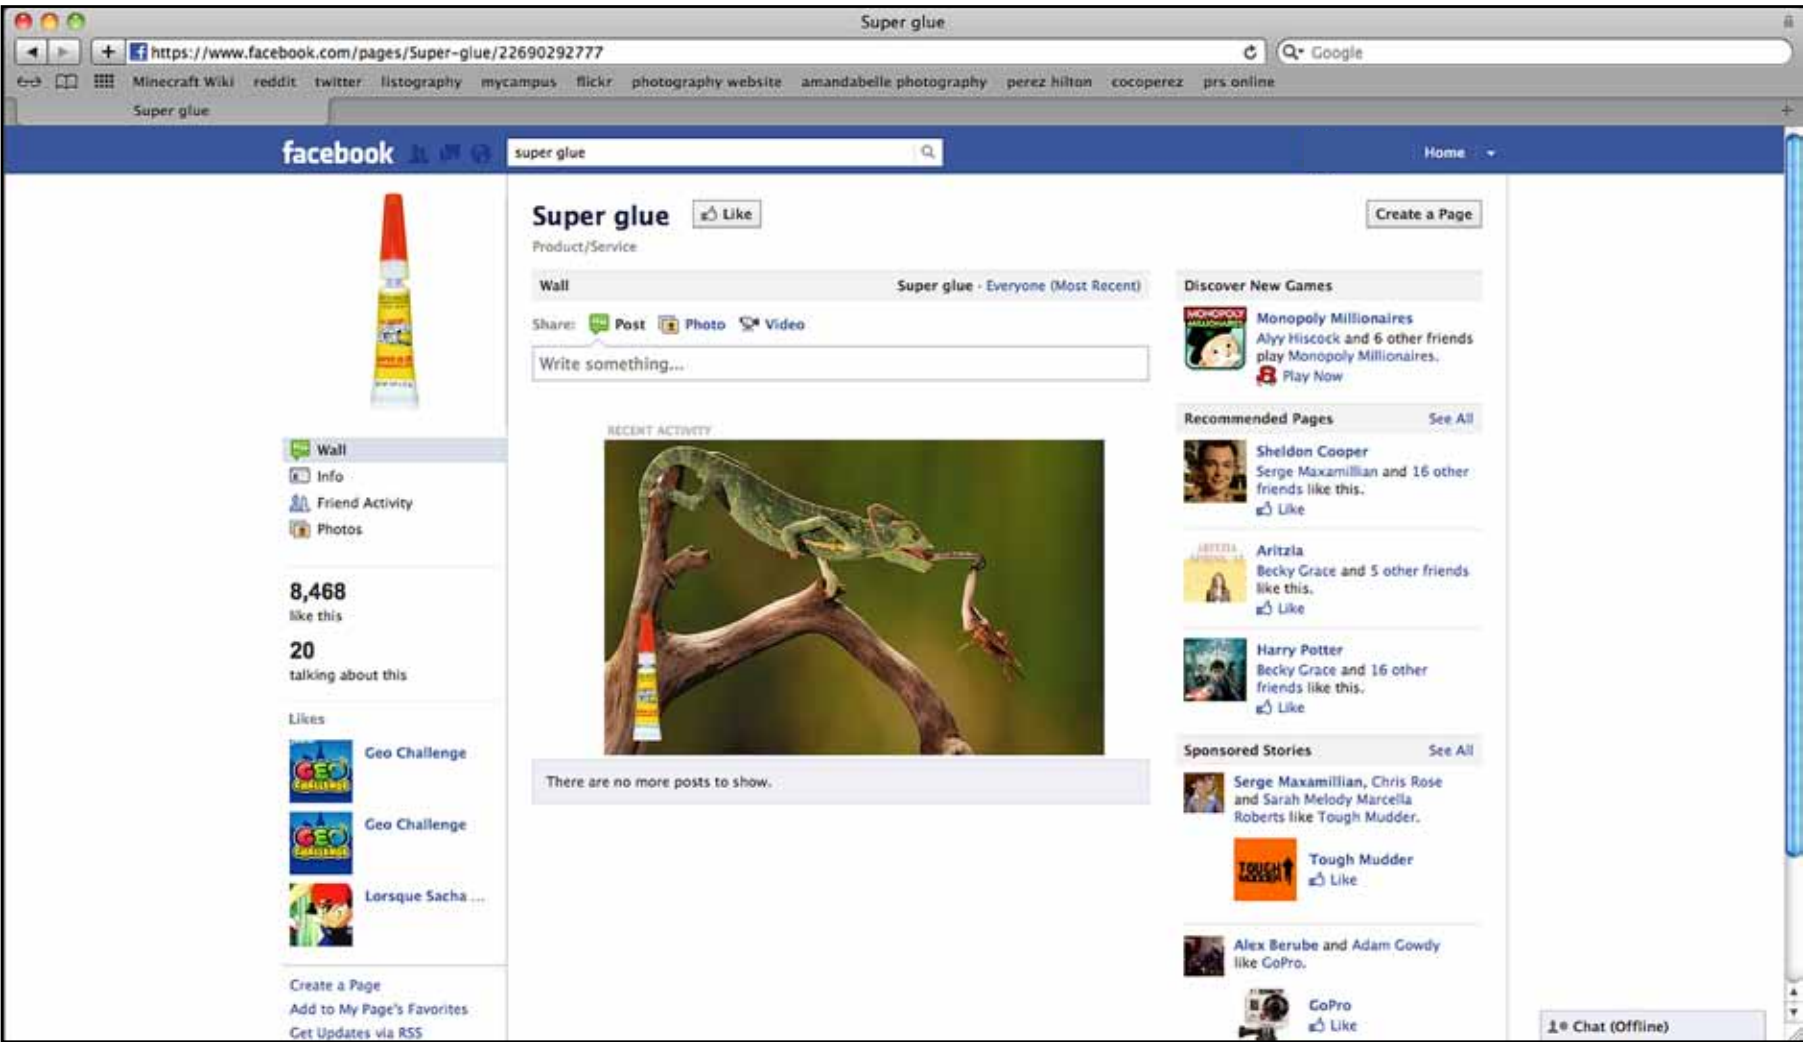 Super glue
https://www.facebook.com/pages/Super-glue/22690292777
Google
Minecraft Wiki reddit twitter listography mycampus flickr photography website amandabelle photography perez hilton cocoperez prs online
Super glue
facebook
super glue
Home
Super glue
Like
Create a Page
Product/Service
Wall
Super glue · Everyone (Most Recent)
Share: Post Photo Video
Write something...
RECENT ACTIVITY
There are no more posts to show.
Wall
Info
Friend Activity
Photos
8,468
like this
20
talking about this
Likes
Geo Challenge
GEO
CHALLENGE
Geo Challenge
GEO
CHALLENGE
Lorsque Sacha ...
Create a Page
Add to My Page's Favorites
Get Updates via RSS
Discover New Games
MONOPOLY
MILLIONAIRES
Monopoly Millionaires
Alyy Hiscock and 6 other friends
play Monopoly Millionaires.
Play Now
Recommended Pages See All
Sheldon Cooper
Serge Maxamillian and 16 other
friends like this.
Like
ARITZIA
Aritzia
Becky Grace and 5 other friends
like this.
Like
Harry Potter
Becky Grace and 16 other
friends like this.
Like
Sponsored Stories See All
Serge Maxamillian, Chris Rose
and Sarah Melody Marcella
Roberts like Tough Mudder.
TOUGH
MUDDER
Tough Mudder
Like
Alex Berube and Adam Gowdy
like GoPro.
GoPro
Like
Chat (Offline)